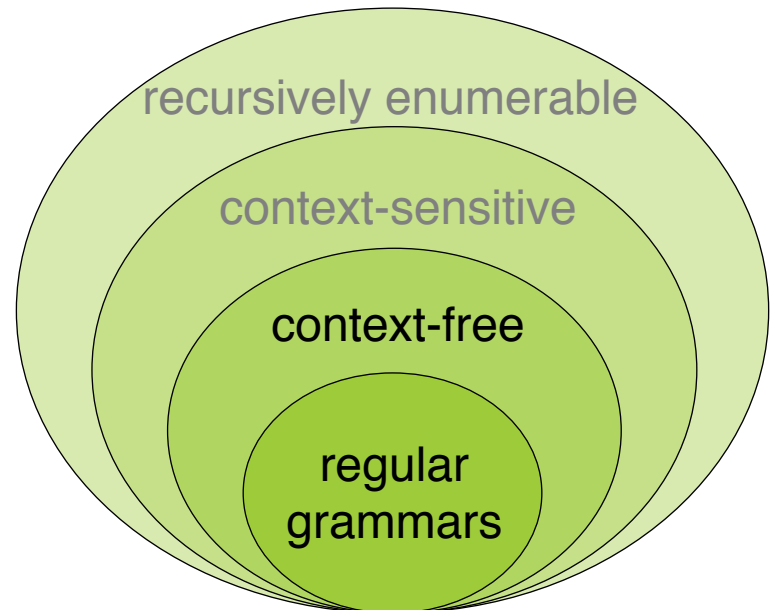 recursively enumerable
context-sensitive
context-free
regular
grammars